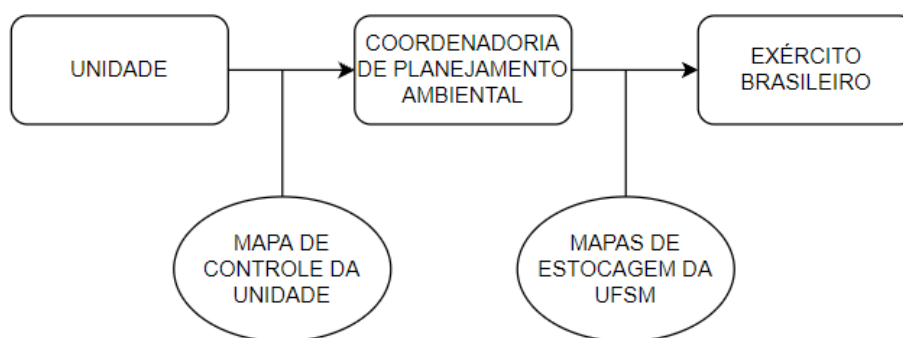 UNIDADE
COORDENADORIA
DE PLANEJAMENTO
AMBIENTAL
EXÉRCITO
BRASILEIRO
MAPA DE
CONTROLE DA
UNIDADE
MAPAS DE
ESTOCAGEM DA
UFSM